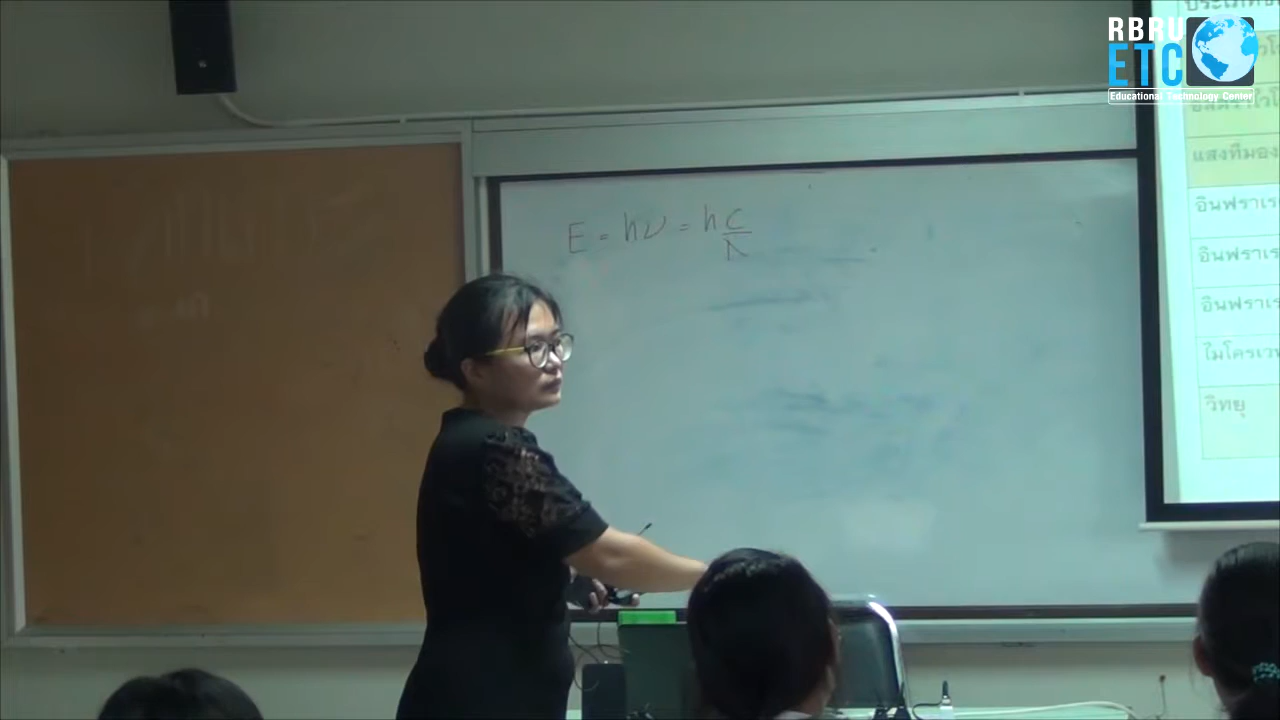 RBRU
ETC
Educational Technology Center
E = hν = h c/λ
แสงที่มอง
อินฟราเร
อินฟราเร
อินฟราเร
ไมโครเวฟ
วิทยุ